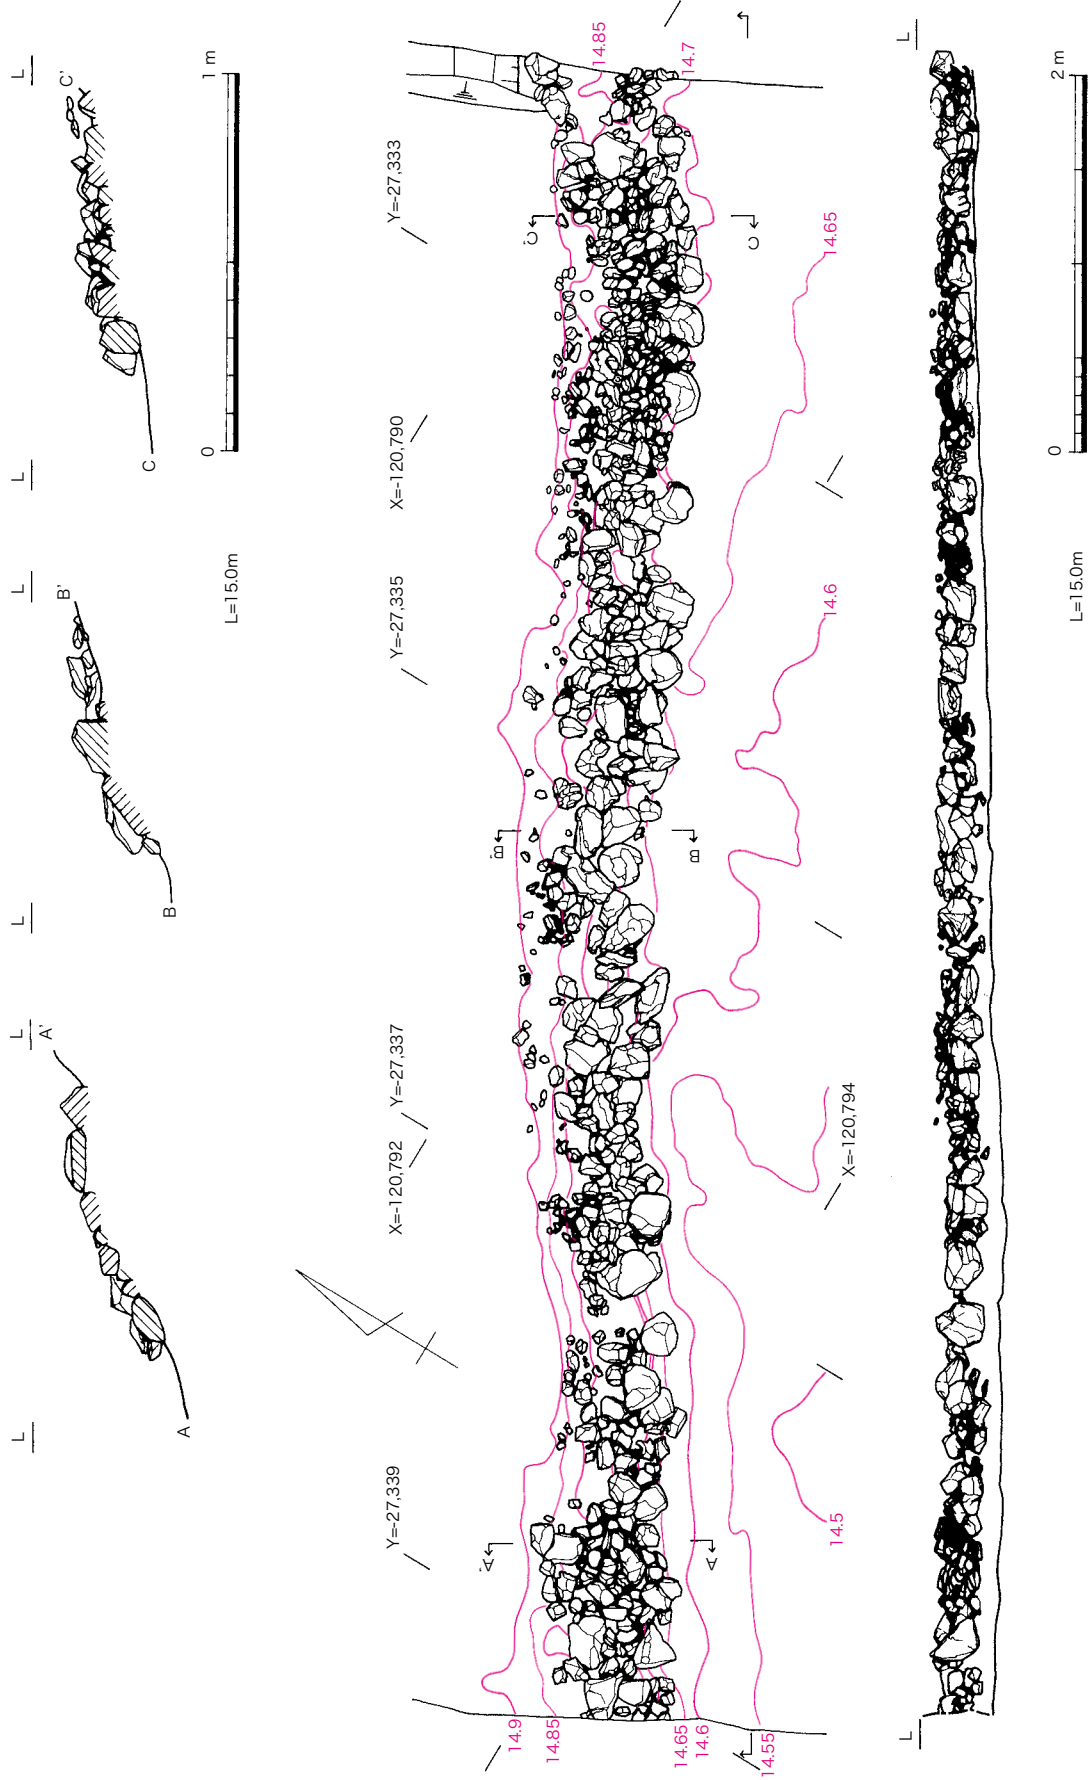 L
L
C
C'
0
1 m
L=15.0m
L
L
B
B'
L
L
A
A'
Y=-27,339
X=-120,792
Y=-27,337
Y=-27,335
X=-120,790
Y=-27,333
14.9
14.85
14.65
14.6
14.55
14.5
14.85
14.7
14.65
14.6
X=-120,794
A'
A
B'
B
C'
C
L
L
0
2 m
L=15.0m